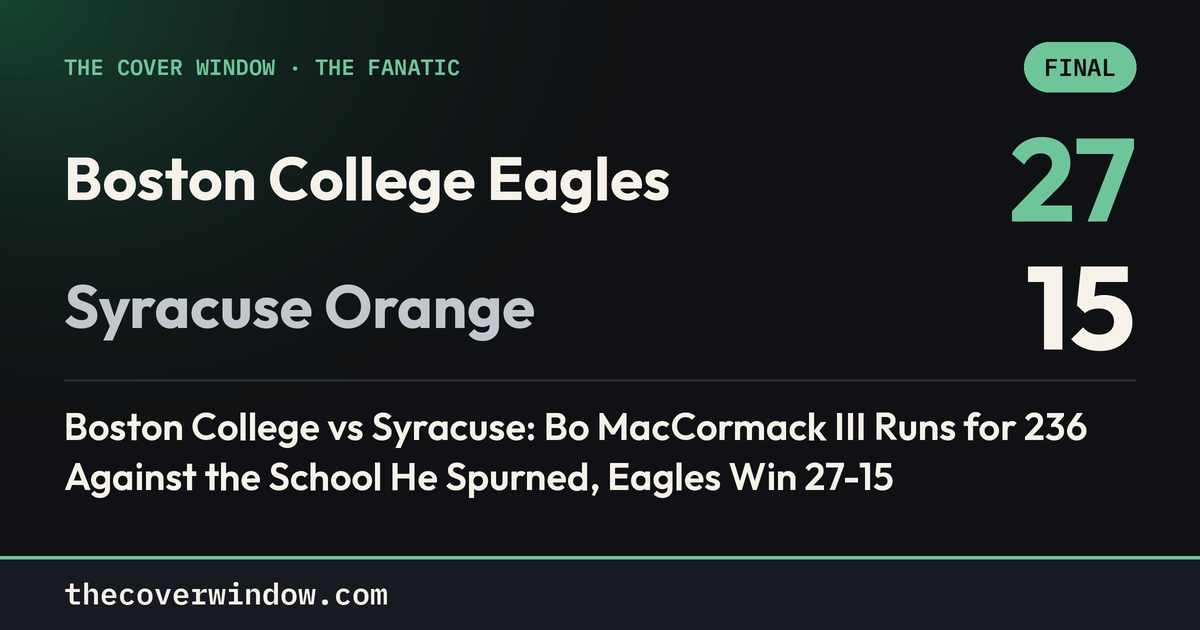 THE COVER WINDOW · THE FANATIC
FINAL
Boston College Eagles
27
Syracuse Orange
15
Boston College vs Syracuse: Bo MacCormack III Runs for 236
Against the School He Spurned, Eagles Win 27-15
thecoverwindow.com